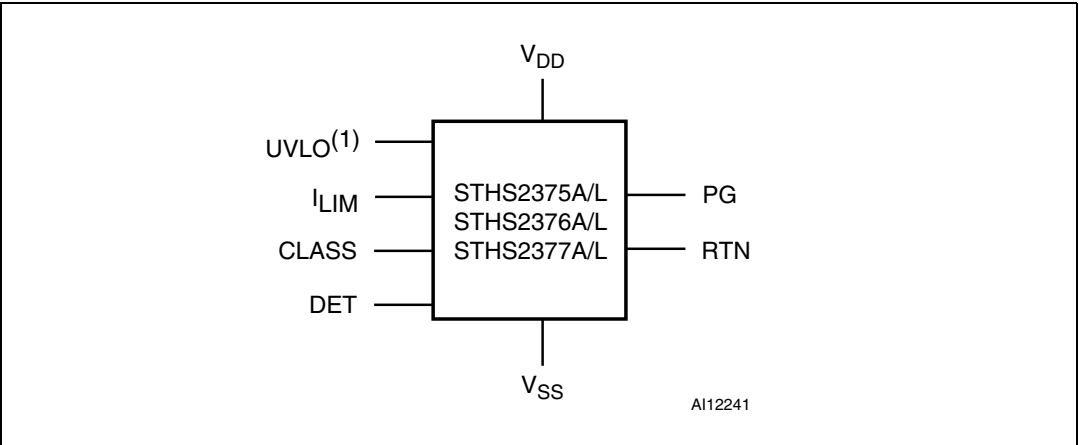 VDD
UVLO(1)
ILIM
CLASS
DET
STHS2375A/L
STHS2376A/L
STHS2377A/L
PG
RTN
VSS
AI12241